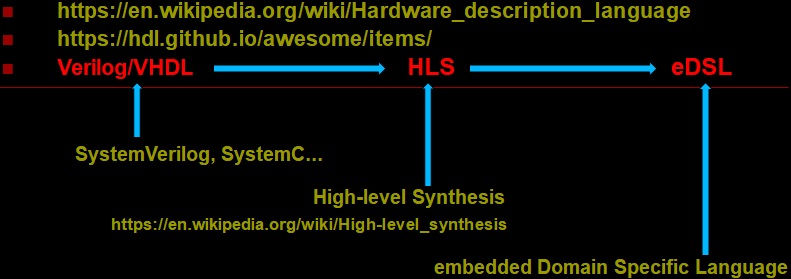 https://en.wikipedia.org/wiki/Hardware_description_language
https://hdl.github.io/awesome/items/
Verilog/VHDL HLS eDSL
SystemVerilog, SystemC...
High-level Synthesis
https://en.wikipedia.org/wiki/High-level_synthesis
embedded Domain Specific Language